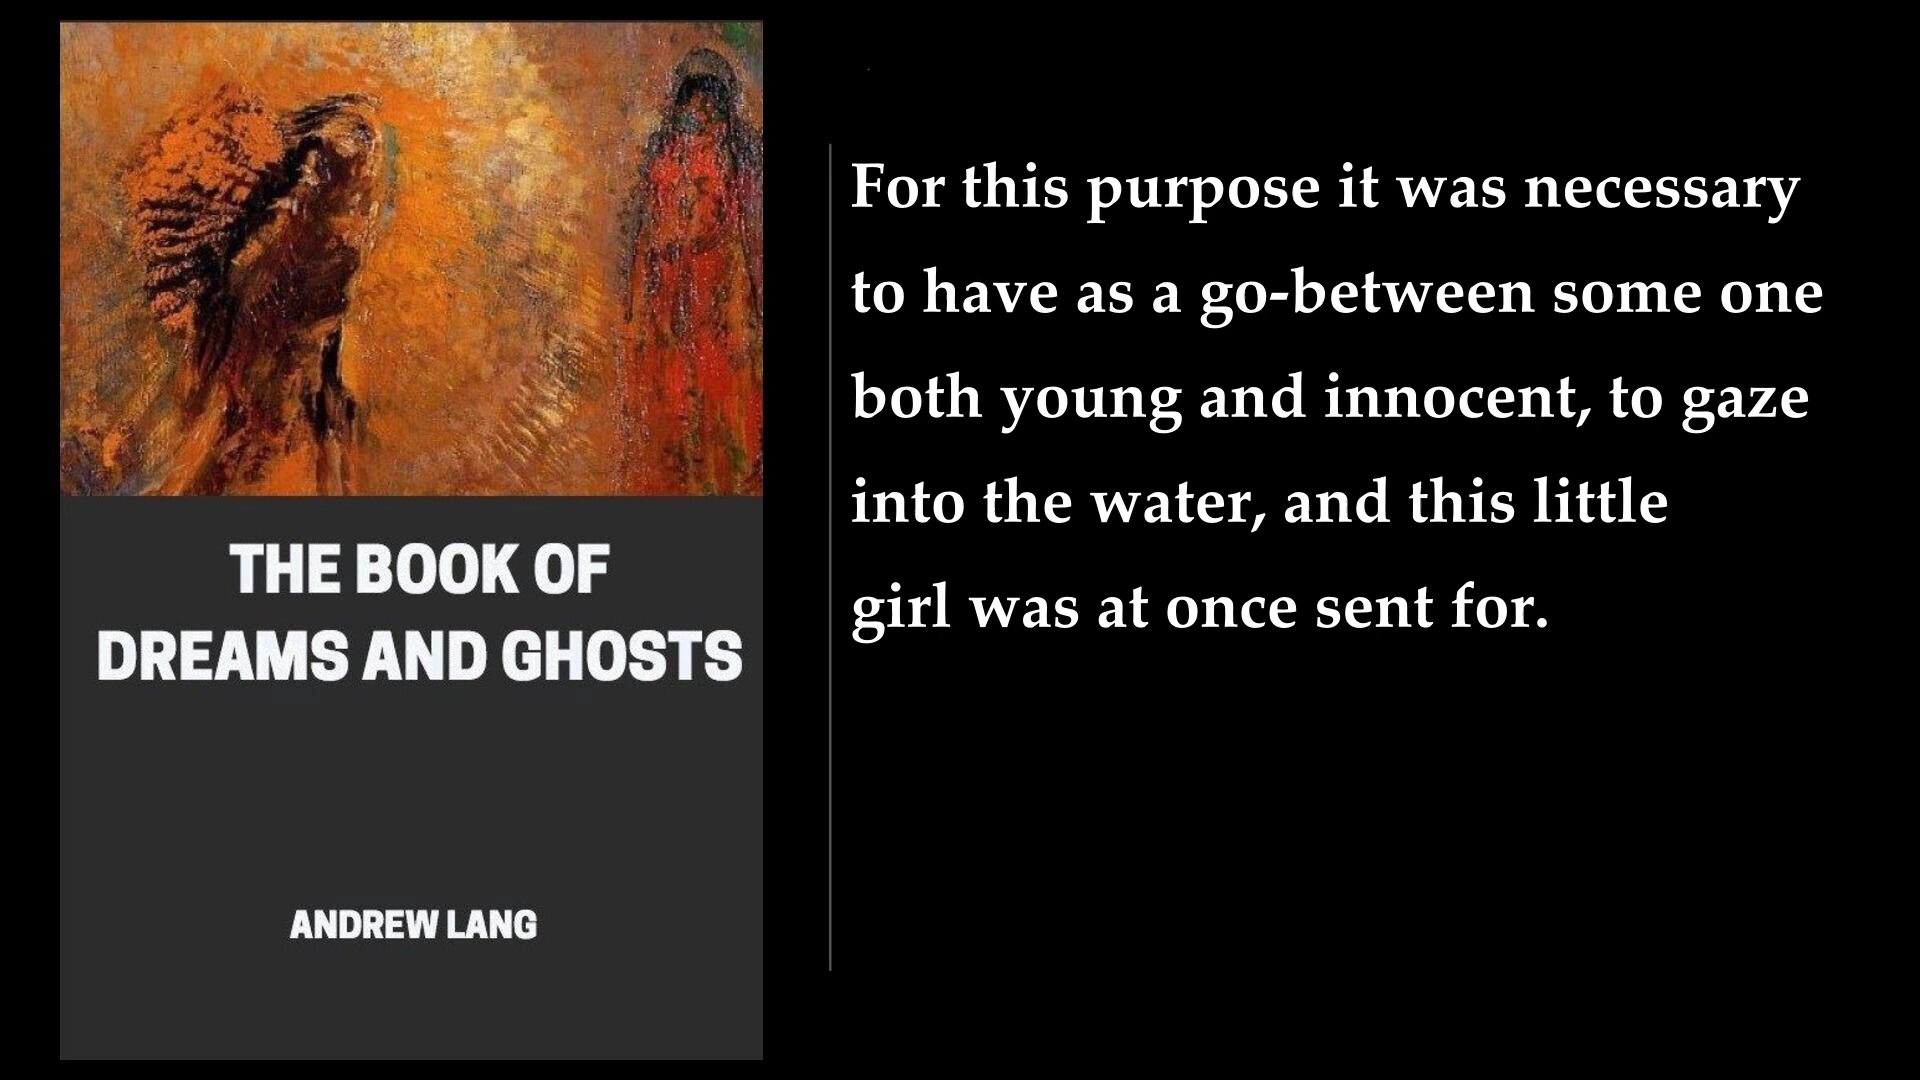 THE BOOK OF
DREAMS AND GHOSTS
ANDREW LANG
For this purpose it was necessary
to have as a go-between some one
both young and innocent, to gaze
into the water, and this little
girl was at once sent for.